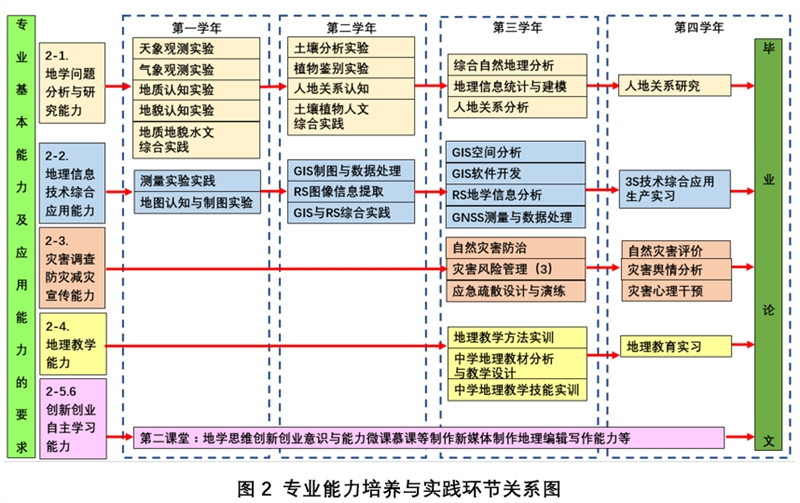 专业基本能力及应用能力的要求
第一学年
第二学年
第三学年
第四学年
毕业论文
2-1.
地学问题
分析与研
究能力
天象观测实验
气象观测实验
地质认知实验
地貌认知实验
地质地貌水文
综合实践
土壤分析实验
植物鉴别实验
人地关系认知
土壤植物人文
综合实践
综合自然地理分析
地理信息统计与建模
人地关系分析
人地关系研究
2-2.
地理信息
技术综合
应用能力
测量实验实践
地图认知与制图实验
GIS制图与数据处理
RS图像信息提取
GIS与RS综合实践
GIS空间分析
GIS软件开发
RS地学信息分析
GNSS测量与数据处理
3S技术综合应用
生产实习
2-3.
灾害调查
防灾减灾
宣传能力
自然灾害防治
灾害风险管理（3）
应急疏散设计与演练
自然灾害评价
灾害舆情分析
灾害心理干预
2-4.
地理教学
能力
地理教学方法实训
中学地理教材分析
与教学设计
中学地理教学技能实训
地理教育实习
2-5.6
创新创业
自主学习
能力
第二课堂：地学思维创新创业意识与能力微课慕课等制作新媒体制作地理编辑写作能力等
图 2 专业能力培养与实践环节关系图